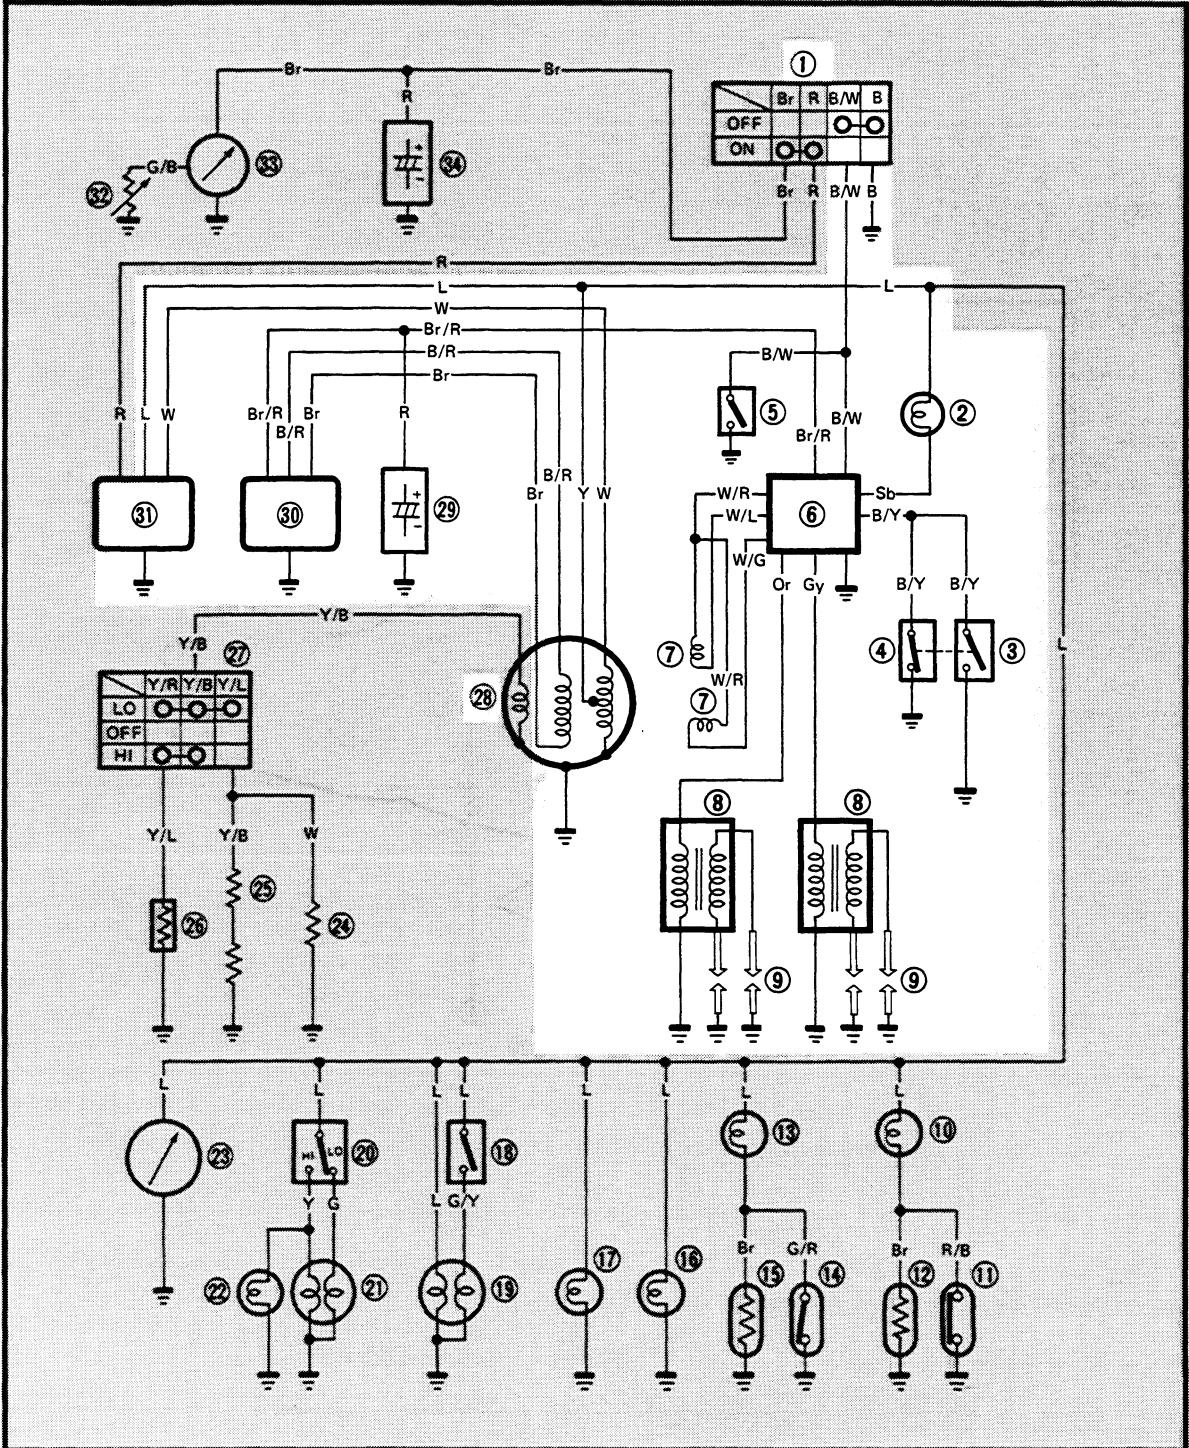 ①
Br R B/W B
OFF
ON
Br Br
R
㉝
G/B
㉜
㉞
Br R B/W B
R
L L
W
Br/R
B/R
Br
B/W
⑤
②
R L W
Br/R B/R Br
R
Br/R
B/W
㉛
㉚
㉙
Br B/R Y W
W/R
W/L
W/G
⑥
Sb
B/Y
Or Gy
B/Y B/Y
④ ③
L
Y/B
Y/B
㉗
Y/R Y/B Y/L
LO
OFF
HI
㉘
⑦
W/R
⑦
⑧ ⑧
Y/L Y/B W
㉖ ㉕ ㉔
⑨ ⑨
L L L L L L L L
㉓
HI LO
⑳
⑱
⑬
⑩
Y G
L G/Y
Br G/R
Br R/B
㉒ ㉑ ⑲ ⑰ ⑯ ⑮ ⑭ ⑫ ⑪